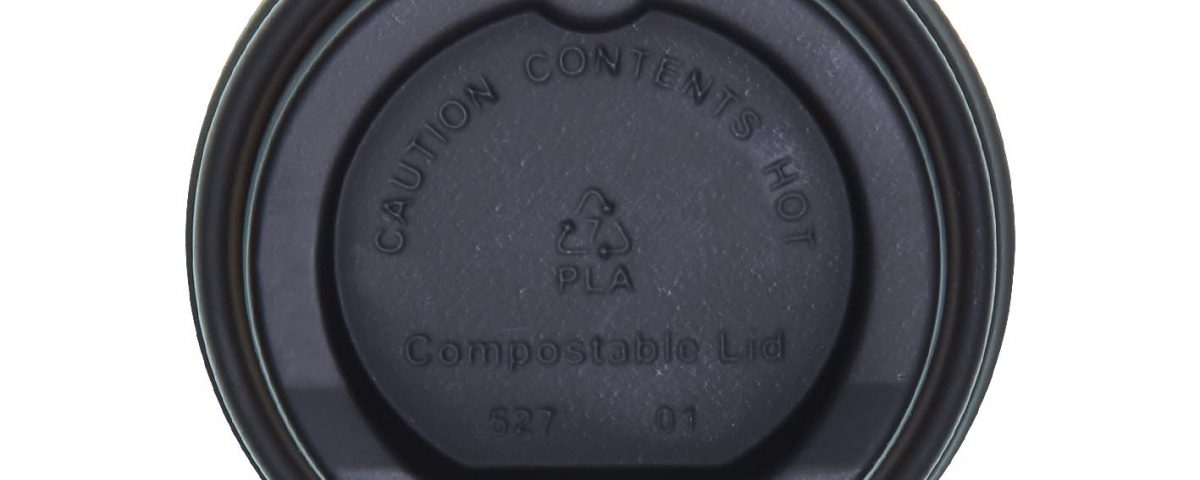 CAUTION CONTENTS HOT
7
PLA
Compostable Lid
527 01